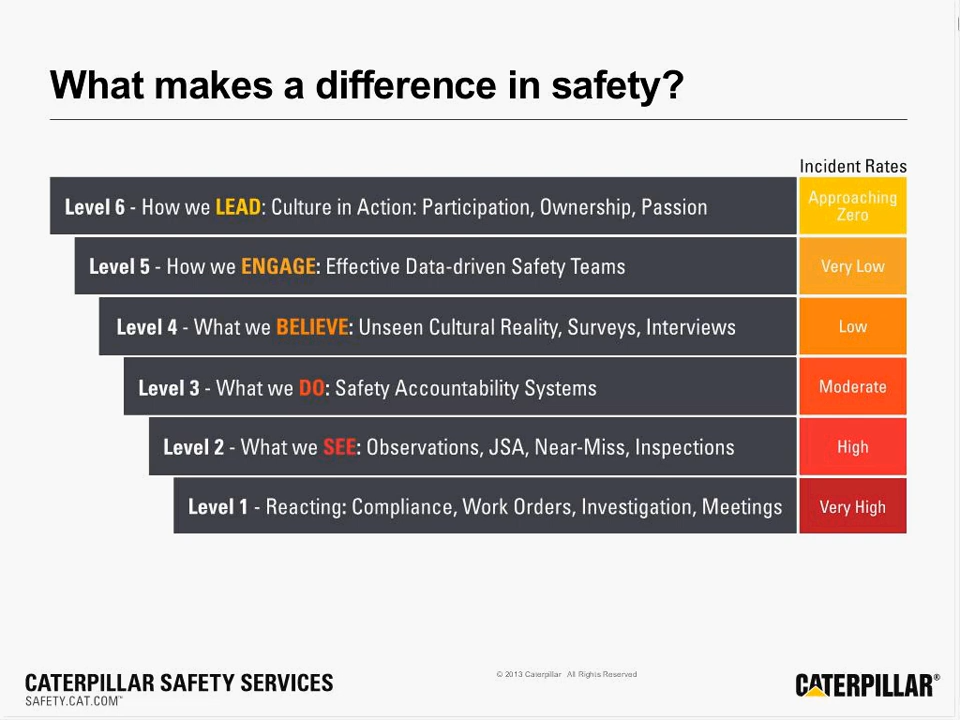 What makes a difference in safety?
Incident Rates
Level 6 - How we LEAD: Culture in Action: Participation, Ownership, Passion
Approaching
Zero
Level 5 - How we ENGAGE: Effective Data-driven Safety Teams
Very Low
Level 4 - What we BELIEVE: Unseen Cultural Reality, Surveys, Interviews
Low
Level 3 - What we DO: Safety Accountability Systems
Moderate
Level 2 - What we SEE: Observations, JSA, Near-Miss, Inspections
High
Level 1 - Reacting: Compliance, Work Orders, Investigation, Meetings
Very High
CATERPILLAR SAFETY SERVICES
SAFETY.CAT.COM™
© 2013 Caterpillar All Rights Reserved
CATERPILLAR®